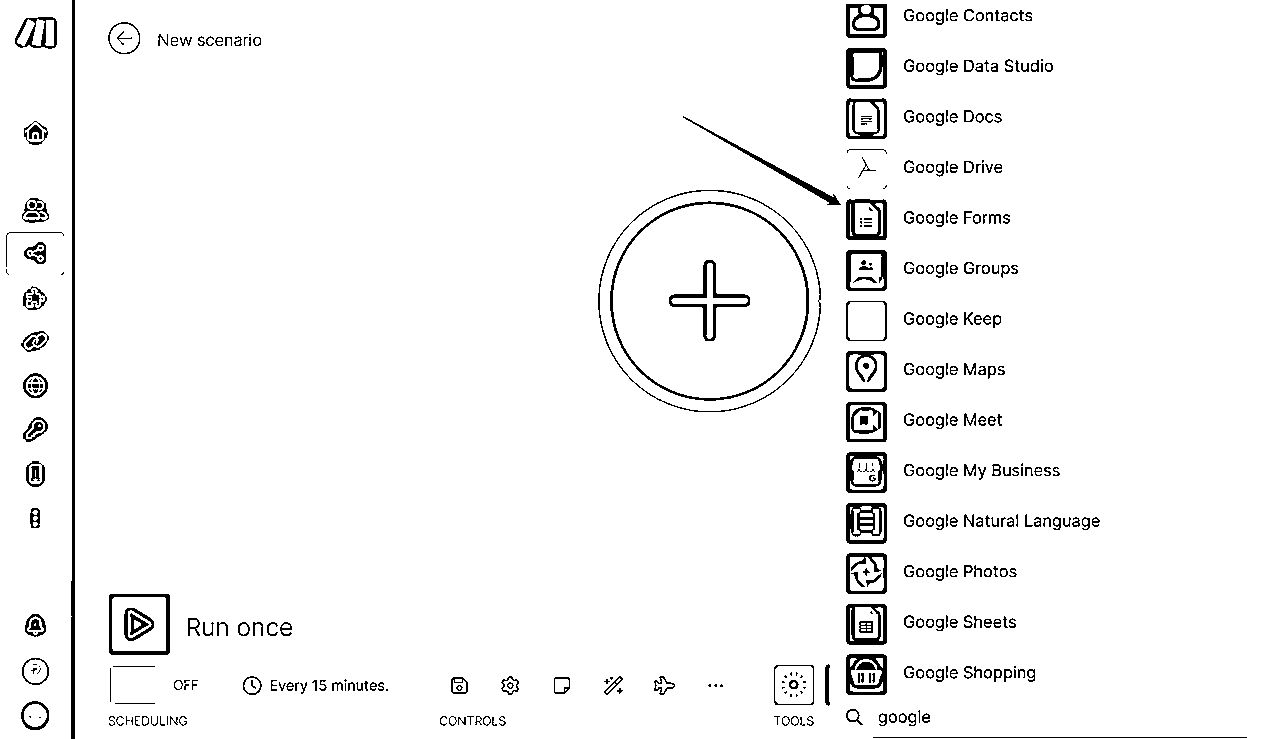 New scenario
Google Contacts
Google Data Studio
Google Docs
Google Drive
Google Forms
Google Groups
Google Keep
Google Maps
Google Meet
Google My Business
Google Natural Language
Google Photos
Google Sheets
Google Shopping
google
Run once
OFF
Every 15 minutes.
SCHEDULING
CONTROLS
TOOLS